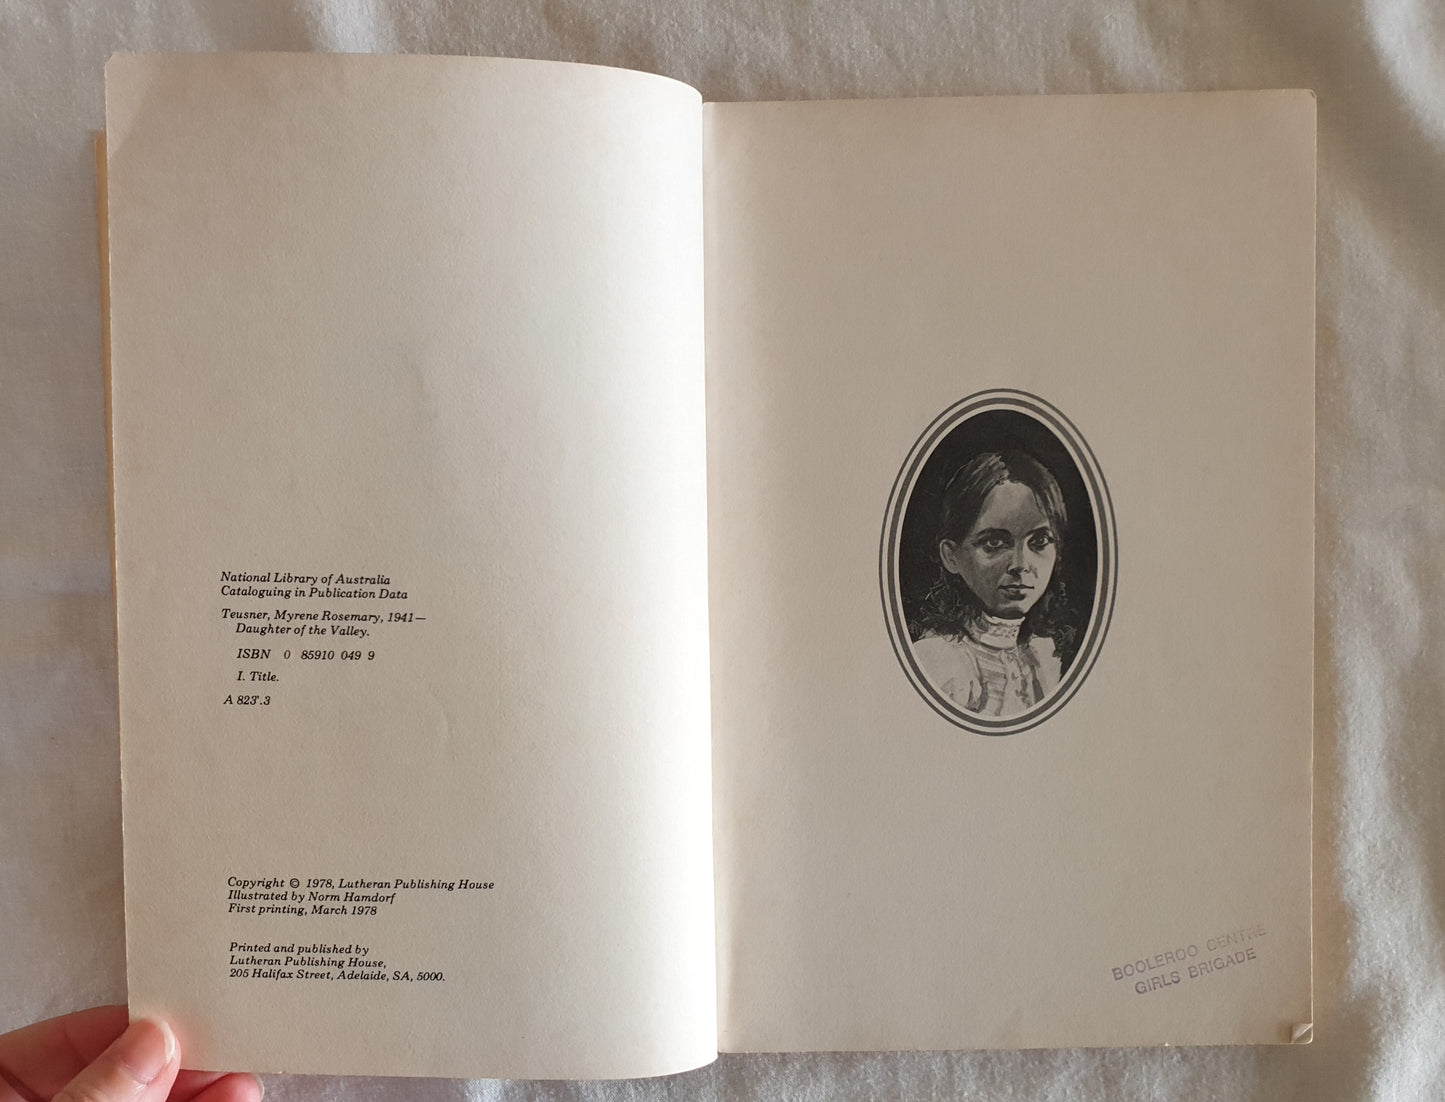 National Library of Australia
Cataloguing in Publication Data
Teusner, Myrene Rosemary, 1941—
Daughter of the Valley.
ISBN 0 85910 049 9
I. Title.
A 823'.3
Copyright © 1978, Lutheran Publishing House
Illustrated by Norm Hamdorf
First printing, March 1978
Printed and published by
Lutheran Publishing House,
205 Halifax Street, Adelaide, SA, 5000.
BOOLEROO CENTRE
GIRLS BRIGADE